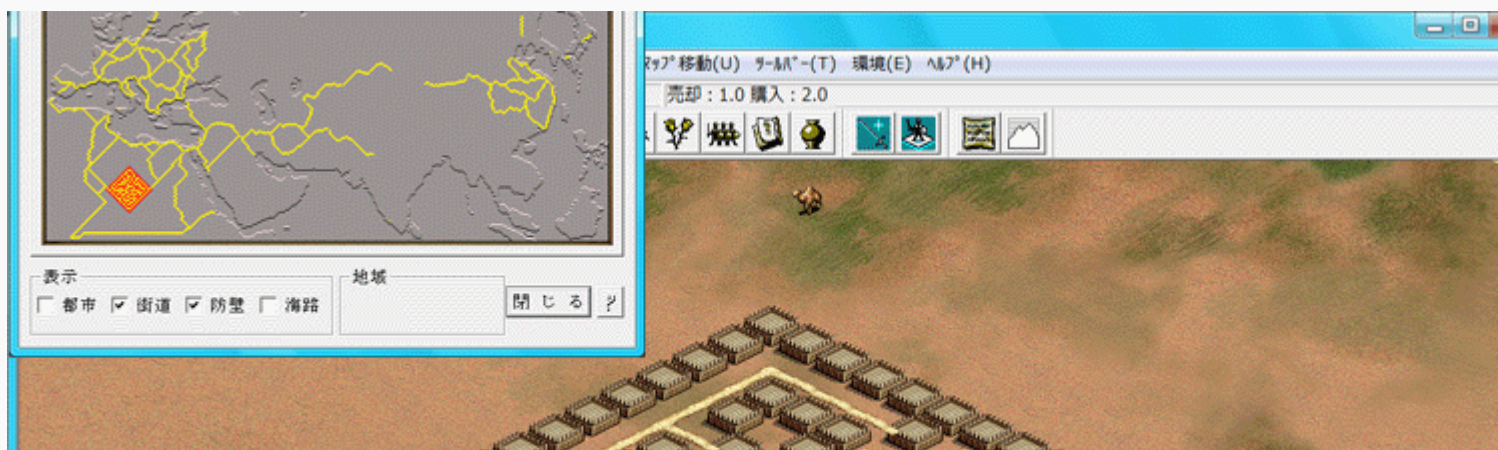 マップ移動(U) ツールバー(T) 環境(E) ヘルプ(H)
売却：1.0 購入：2.0
表示
都市 街道 防壁 海路
地域
閉じる ?